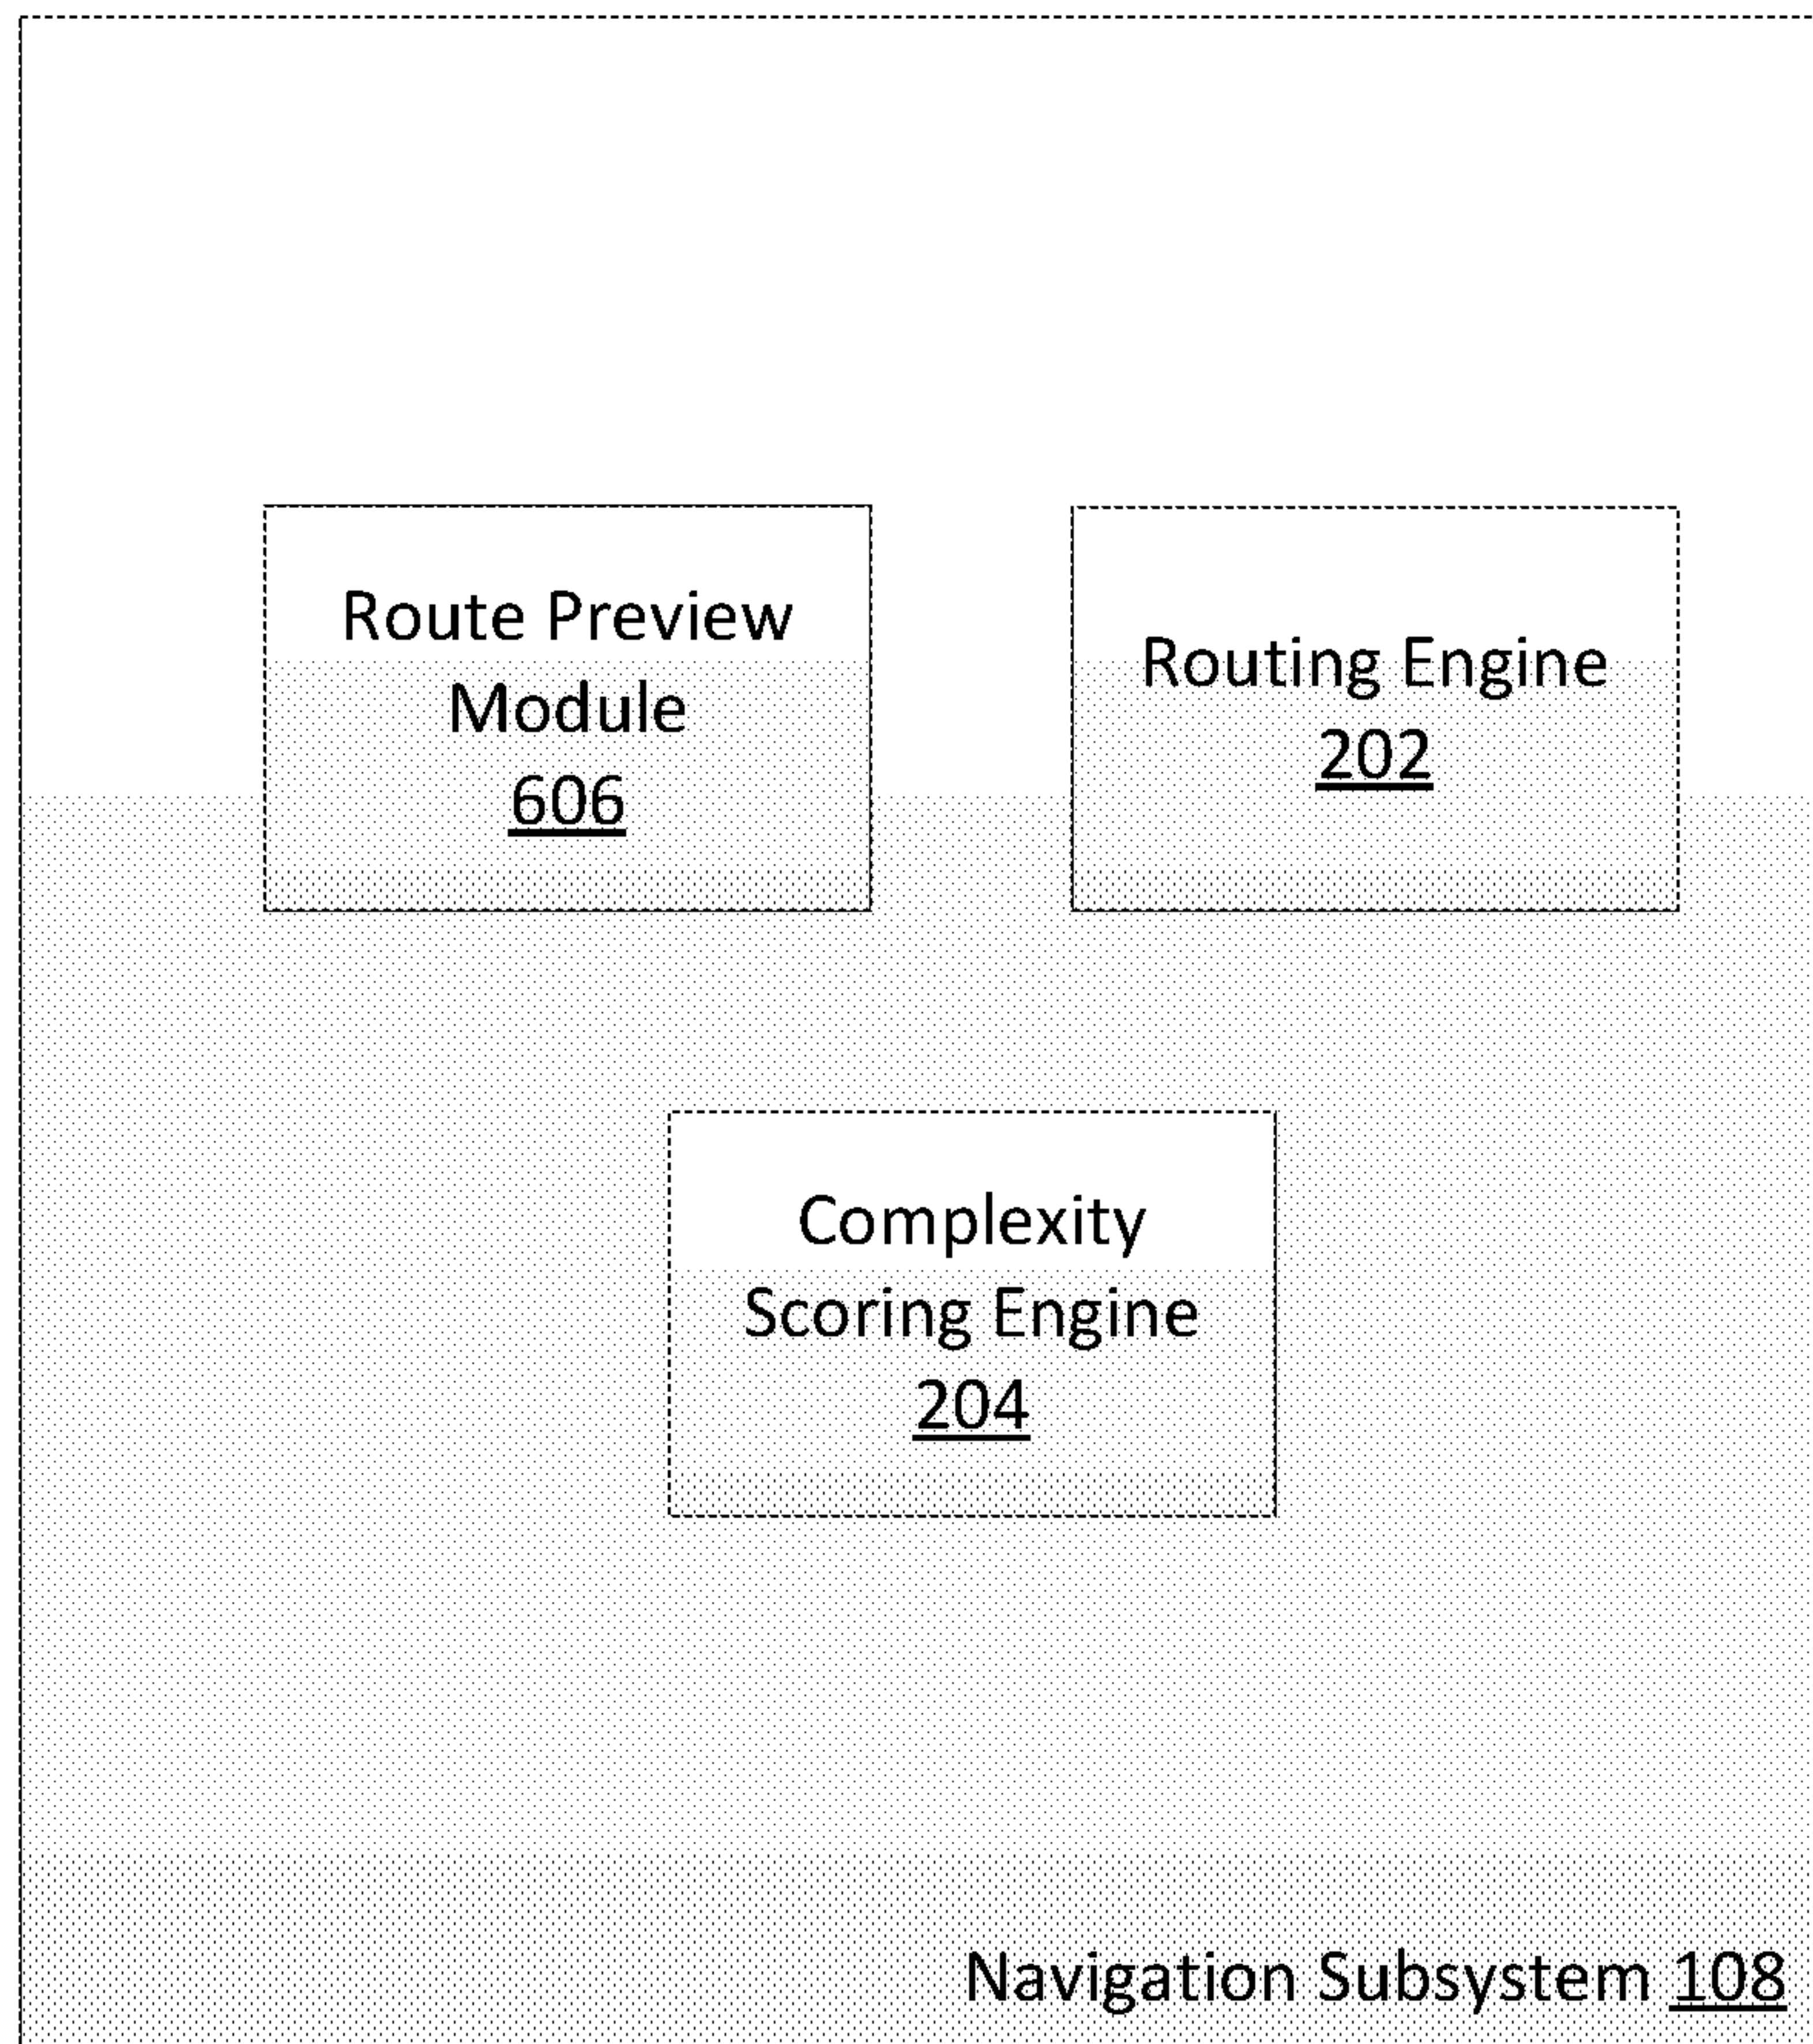 Route Preview
Module
606
Routing Engine
202
Complexity
Scoring Engine
204
Navigation Subsystem 108